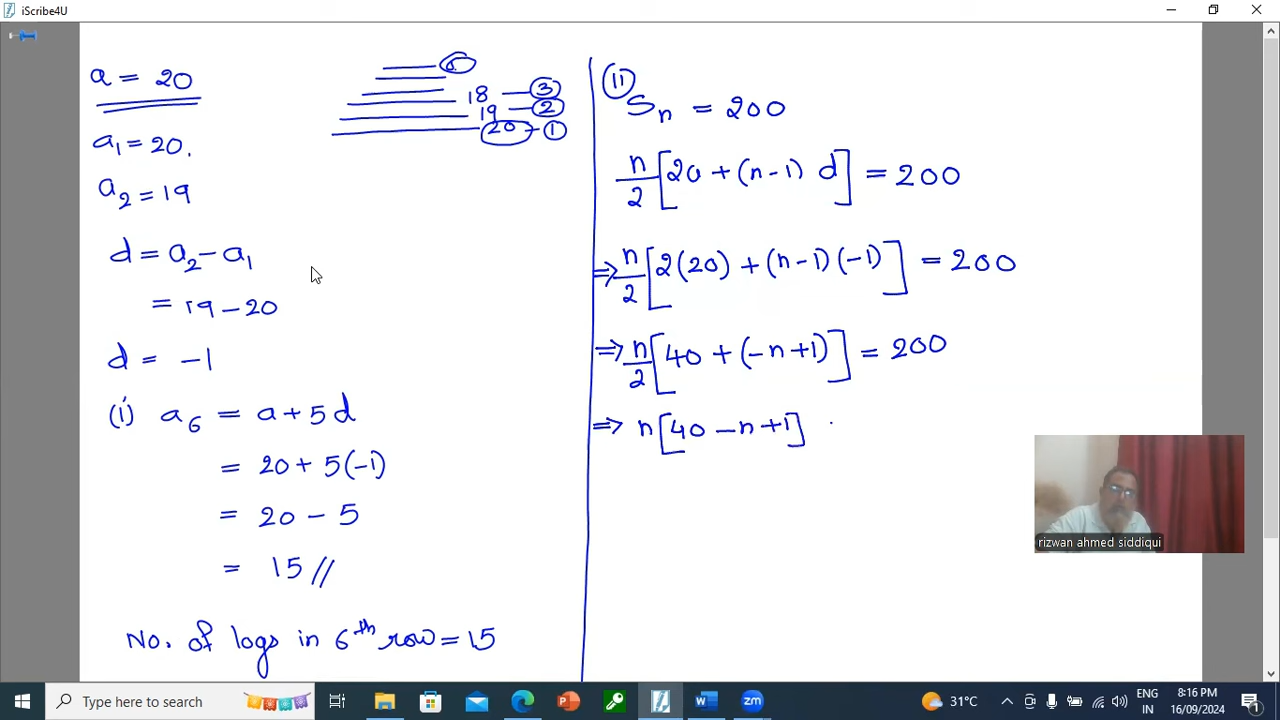 iScribe4U
a = 20
a₁ = 20.
a₂ = 19
d = a₂ – a₁
= 19 – 20
d = –1
(i) a₆ = a + 5d
= 20 + 5(–1)
= 20 – 5
= 15 //
No. of logs in 6th row = 15
6
18 – 3
19 – 2
20 – 1
(11)
Sₙ = 200
n/2 [2a + (n-1) d] = 200
⇒ n/2 [2(20) + (n-1)(-1)] = 200
⇒ n/2 [40 + (-n+1)] = 200
⇒ n[40 – n + 1]
rizwan ahmed siddiqui
Type here to search
31°C
ENG
IN
8:16 PM
16/09/2024